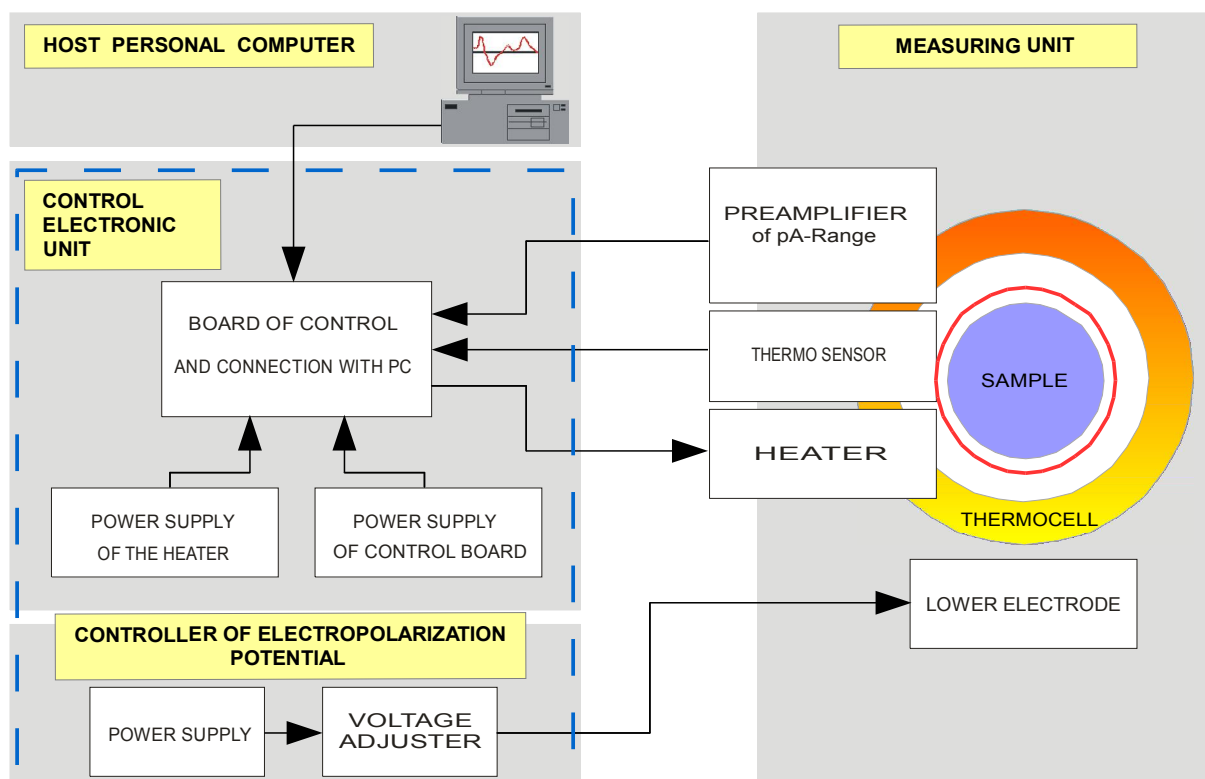 HOST PERSONAL COMPUTER
MEASURING UNIT
CONTROL
ELECTRONIC
UNIT
PREAMPLIFIER
of pA-Range
BOARD OF CONTROL
AND CONNECTION WITH PC
THERMO SENSOR
SAMPLE
HEATER
THERMOCELL
POWER SUPPLY
OF THE HEATER
POWER SUPPLY
OF CONTROL BOARD
LOWER ELECTRODE
CONTROLLER OF ELECTROPOLARIZATION
POTENTIAL
POWER SUPPLY
VOLTAGE
ADJUSTER